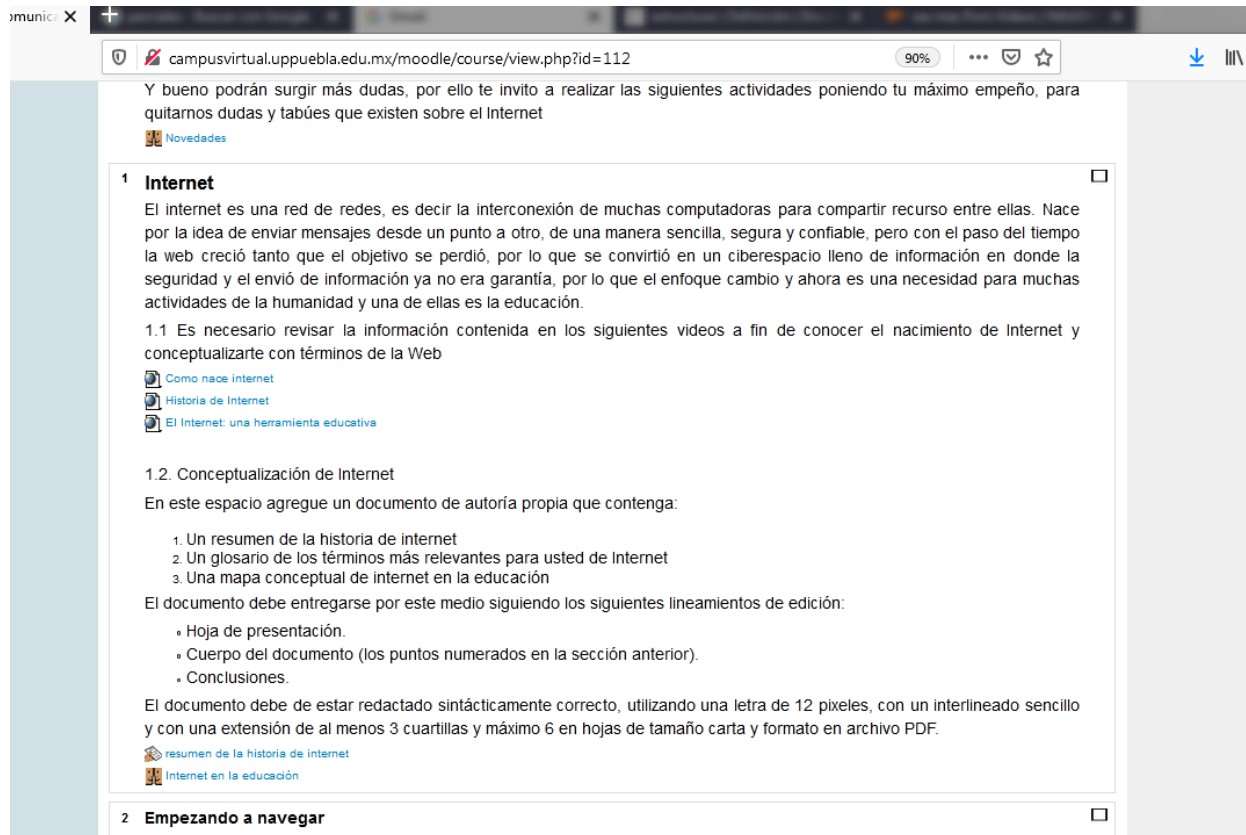 campusvirtual.uppuebla.edu.mx/moodle/course/view.php?id=112
90%
Y bueno podrán surgir más dudas, por ello te invito a realizar las siguientes actividades poniendo tu máximo empeño, para
quitarnos dudas y tabúes que existen sobre el Internet
Novedades
1 Internet
El internet es una red de redes, es decir la interconexión de muchas computadoras para compartir recurso entre ellas. Nace
por la idea de enviar mensajes desde un punto a otro, de una manera sencilla, segura y confiable, pero con el paso del tiempo
la web creció tanto que el objetivo se perdió, por lo que se convirtió en un ciberespacio lleno de información en donde la
seguridad y el envió de información ya no era garantía, por lo que el enfoque cambio y ahora es una necesidad para muchas
actividades de la humanidad y una de ellas es la educación.
1.1 Es necesario revisar la información contenida en los siguientes videos a fin de conocer el nacimiento de Internet y
conceptualizarte con términos de la Web
Como nace internet
Historia de Internet
El Internet: una herramienta educativa
1.2. Conceptualización de Internet
En este espacio agregue un documento de autoría propia que contenga:
1. Un resumen de la historia de internet
2. Un glosario de los términos más relevantes para usted de Internet
3. Una mapa conceptual de internet en la educación
El documento debe entregarse por este medio siguiendo los siguientes lineamientos de edición:
Hoja de presentación.
Cuerpo del documento (los puntos numerados en la sección anterior).
Conclusiones.
El documento debe de estar redactado sintácticamente correcto, utilizando una letra de 12 pixeles, con un interlineado sencillo
y con una extensión de al menos 3 cuartillas y máximo 6 en hojas de tamaño carta y formato en archivo PDF.
resumen de la historia de internet
Internet en la educación
2 Empezando a navegar